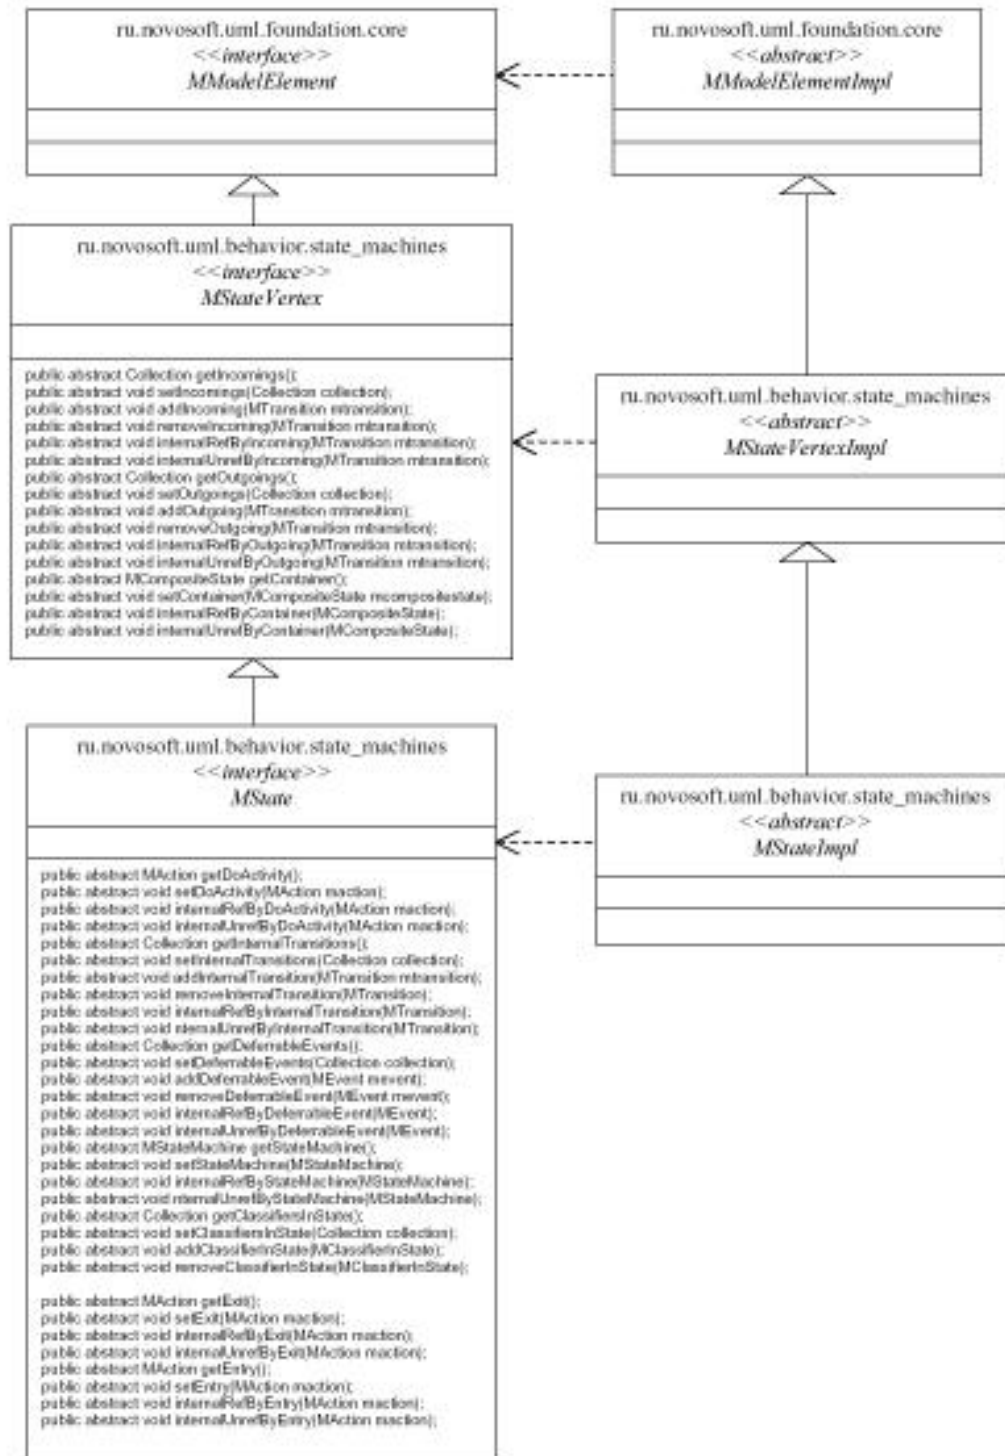 ru.novosoft.uml.foundation.core
<<interface>>
MModelElement
ru.novosoft.uml.foundation.core
<<abstract>>
MModelElementImpl
ru.novosoft.uml.behavior.state_machines
<<interface>>
MStateVertex
public abstract Collection getIncomings();
public abstract void setIncomings(Collection collection);
public abstract void addIncoming(MTransition mtransition);
public abstract void removeIncoming(MTransition mtransition);
public abstract void internalRefByIncoming(MTransition mtransition);
public abstract void internalUnrefByIncoming(MTransition mtransition);
public abstract Collection getOutgoings();
public abstract void setOutgoings(Collection collection);
public abstract void addOutgoing(MTransition mtransition);
public abstract void removeOutgoing(MTransition mtransition);
public abstract void internalRefByOutgoing(MTransition mtransition);
public abstract void internalUnrefByOutgoing(MTransition mtransition);
public abstract MCompositeState getContainer();
public abstract void setContainer(MCompositeState mcompositestate);
public abstract void internalRefByContainer(MCompositeState);
public abstract void internalUnrefByContainer(MCompositeState);
ru.novosoft.uml.behavior.state_machines
<<abstract>>
MStateVertexImpl
ru.novosoft.uml.behavior.state_machines
<<interface>>
MState
public abstract MAction getDoActivity();
public abstract void setDoActivity(MAction maction);
public abstract void internalRefByDoActivity(MAction maction);
public abstract void internalUnrefByDoActivity(MAction maction);
public abstract Collection getInternalTransitions();
public abstract void setInternalTransitions(Collection collection);
public abstract void addInternalTransition(MTransition mtransition);
public abstract void removeInternalTransition(MTransition);
public abstract void internalRefByInternalTransition(MTransition);
public abstract void nternalUnrefByInternalTransition(MTransition);
public abstract Collection getDeferrableEvents();
public abstract void setDeferrableEvents(Collection collection);
public abstract void addDeferrableEvent(MEvent mevent);
public abstract void removeDeferrableEvent(MEvent mevent);
public abstract void internalRefByDeferrableEvent(MEvent);
public abstract void internalUnrefByDeferrableEvent(MEvent);
public abstract MStateMachine getStateMachine();
public abstract void setStateMachine(MStateMachine);
public abstract void internalRefByStateMachine(MStateMachine);
public abstract void nternalUnrefByStateMachine(MStateMachine);
public abstract Collection getClassifiersInState();
public abstract void setClassifiersInState(Collection collection);
public abstract void addClassifierInState(MClassifierInState);
public abstract void removeClassifierInState(MClassifierInState);
public abstract MAction getExit();
public abstract void setExit(MAction maction);
public abstract void internalRefByExit(MAction maction);
public abstract void internalUnrefByExit(MAction maction);
public abstract MAction getEntry();
public abstract void setEntry(MAction maction);
public abstract void internalRefByEntry(MAction maction);
public abstract void internalUnrefByEntry(MAction maction);
ru.novosoft.uml.behavior.state_machines
<<abstract>>
MStateImpl